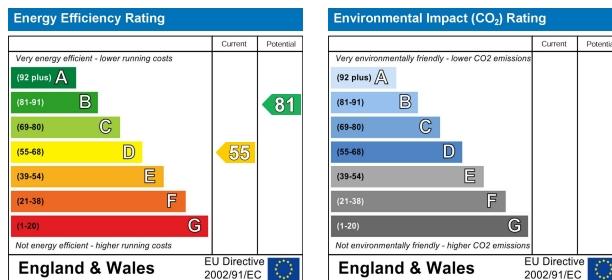 Energy Efficiency Rating
Current Potential
Very energy efficient - lower running costs
(92 plus) A
(81-91) B
81
(69-80) C
(55-68) D
55
(39-54) E
(21-38) F
(1-20) G
Not energy efficient - higher running costs
England & Wales
EU Directive
2002/91/EC
Environmental Impact (CO₂) Rating
Current Potentia
Very environmentally friendly - lower CO2 emissions
(92 plus) A
(81-91) B
(69-80) C
(55-68) D
(39-54) E
(21-38) F
(1-20) G
Not environmentally friendly - higher CO2 emissions
England & Wales
EU Directive
2002/91/EC